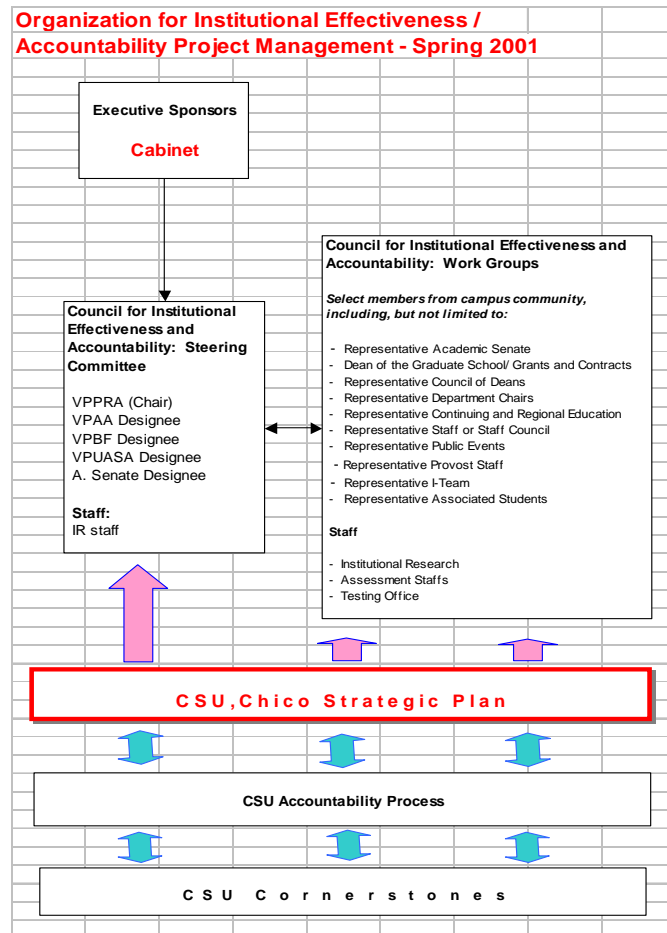 Organization for Institutional Effectiveness /
Accountability Project Management - Spring 2001
Executive Sponsors
Cabinet
Council for Institutional
Effectiveness and
Accountability:  Steering
Committee
VPPRA (Chair)
VPAA Designee
VPBF Designee
VPUASA Designee
A. Senate Designee
Staff:
IR staff
Council for Institutional Effectiveness and
Accountability:  Work Groups
Select members from campus community,
including, but not limited to:
- Representative Academic Senate
- Dean of the Graduate School/ Grants and Contracts
- Representative Council of Deans
- Representative Department Chairs
- Representative Continuing and Regional Education
- Representative Staff or Staff Council
- Representative Public Events
- Representative Provost Staff
- Representative I-Team
- Representative Associated Students
Staff
- Institutional Research
- Assessment Staffs
- Testing Office
CSU,Chico Strategic Plan
CSU Accountability Process
CSU Cornerstones